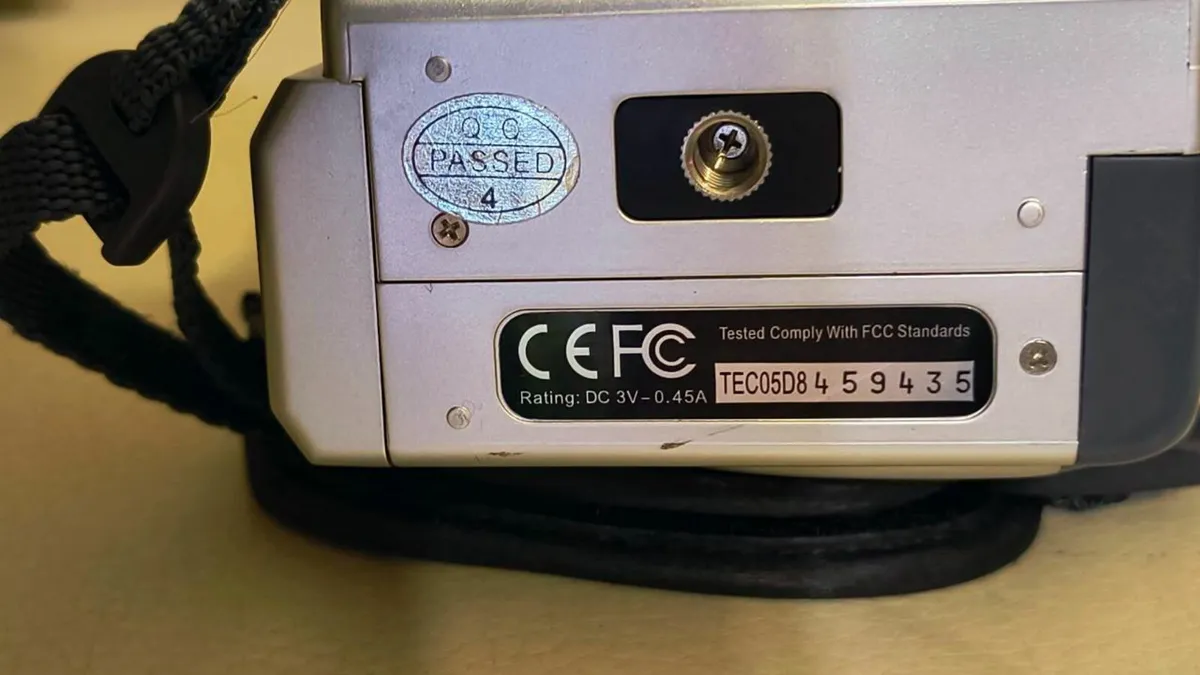 Q C
PASSED
4
CE FC Tested Comply With FCC Standards
Rating: DC 3V-0.45A TEC05D8 4 5 9 4 3 5